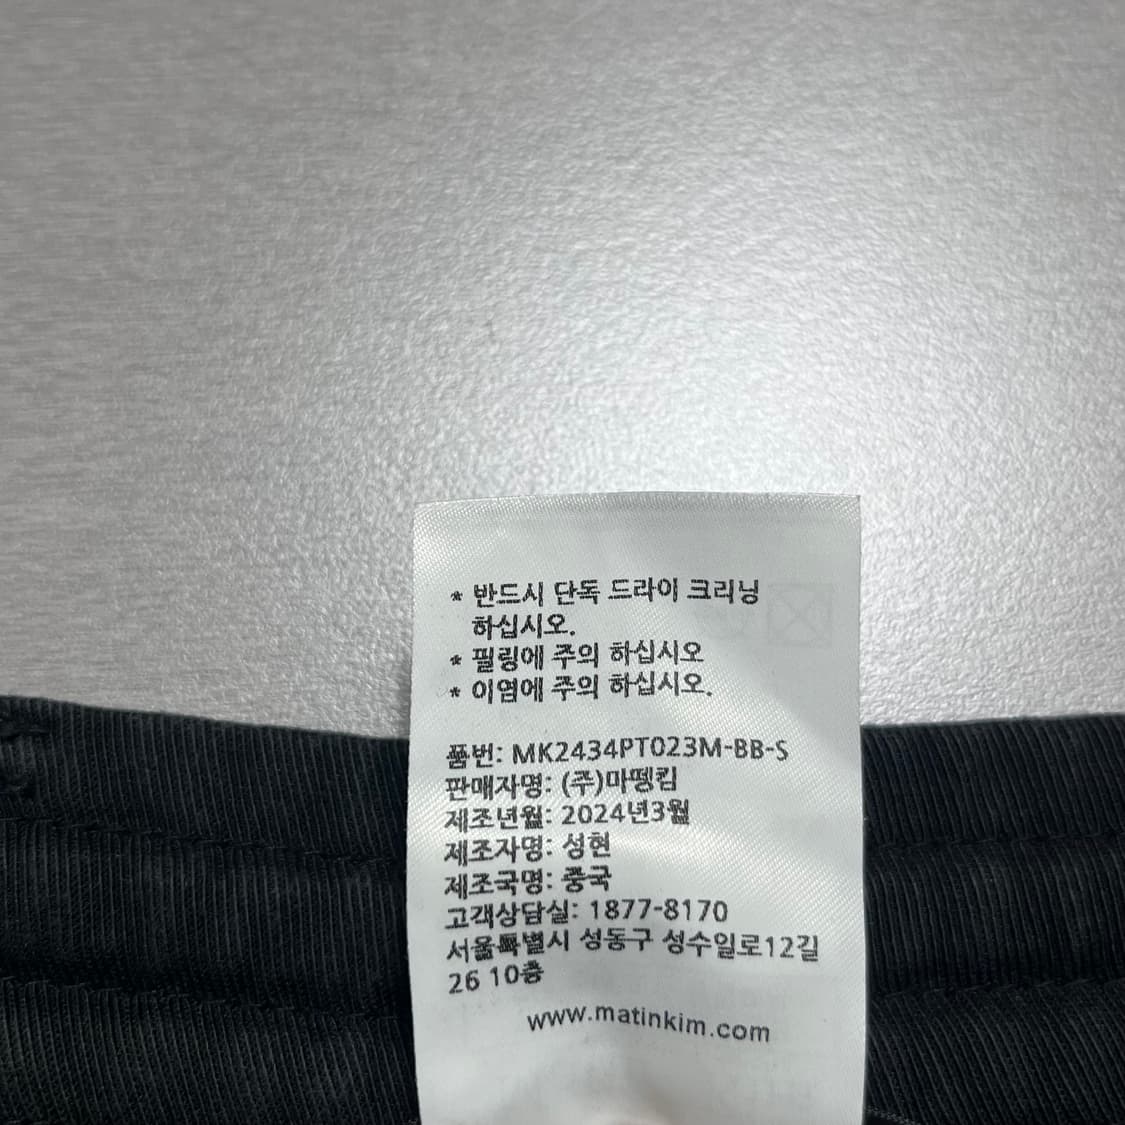 * 반드시 단독 드라이 크리닝
하십시오.
* 필링에 주의 하십시오
* 이염에 주의 하십시오.
품번: MK2434PT023M-BB-S
판매자명: (주)마뗑킴
제조년월: 2024년3월
제조자명: 성현
제조국명: 중국
고객상담실: 1877-8170
서울특별시 성동구 성수일로12길
26 10층
www.matinkim.com